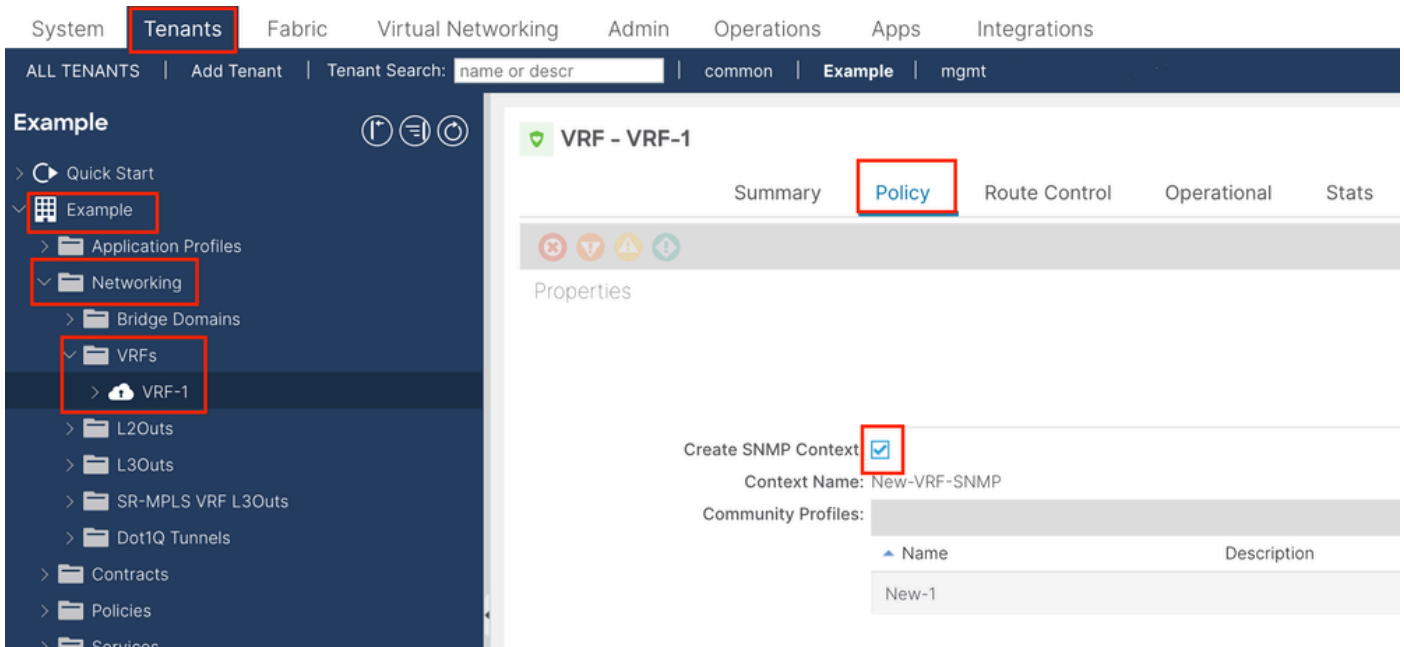 System Tenants Fabric Virtual Networking Admin Operations Apps Integrations
ALL TENANTS | Add Tenant | Tenant Search: name or descr | common | Example | mgmt
Example
Quick Start
Example
Application Profiles
Networking
Bridge Domains
VRFs
VRF-1
L2Outs
L3Outs
SR-MPLS VRF L3Outs
Dot1Q Tunnels
Contracts
Policies
Services
VRF - VRF-1
Summary Policy Route Control Operational Stats
Properties
Create SNMP Context
Context Name: New-VRF-SNMP
Community Profiles:
Name Description
New-1